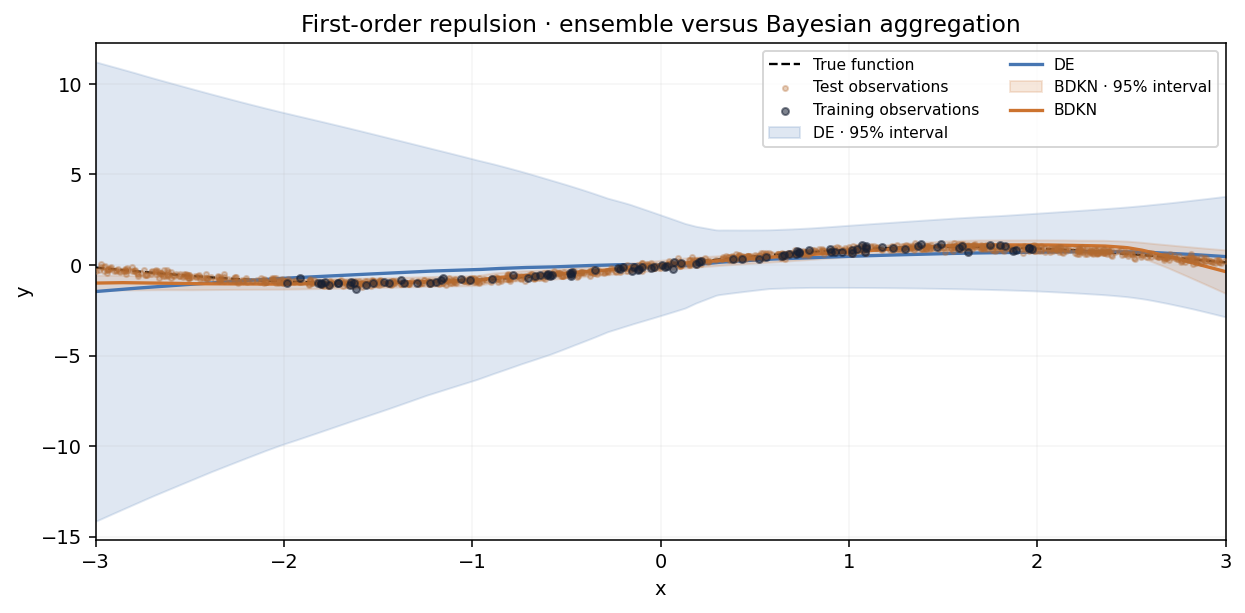 First-order repulsion · ensemble versus Bayesian aggregation
True function
Test observations
Training observations
DE · 95% interval
DE
BDKN · 95% interval
BDKN
10
5
0
−5
−10
−15
y
−3
−2
−1
0
1
2
3
x